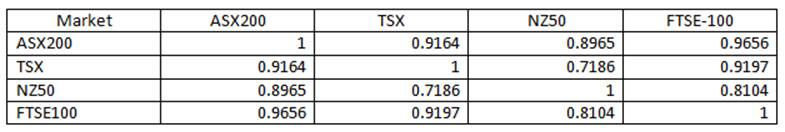 Market ASX200 TSX NZ50 FTSE-100
ASX200 1 0.9164 0.8965 0.9656
TSX 0.9164 1 0.7186 0.9197
NZ50 0.8965 0.7186 1 0.8104
FTSE100 0.9656 0.9197 0.8104 1